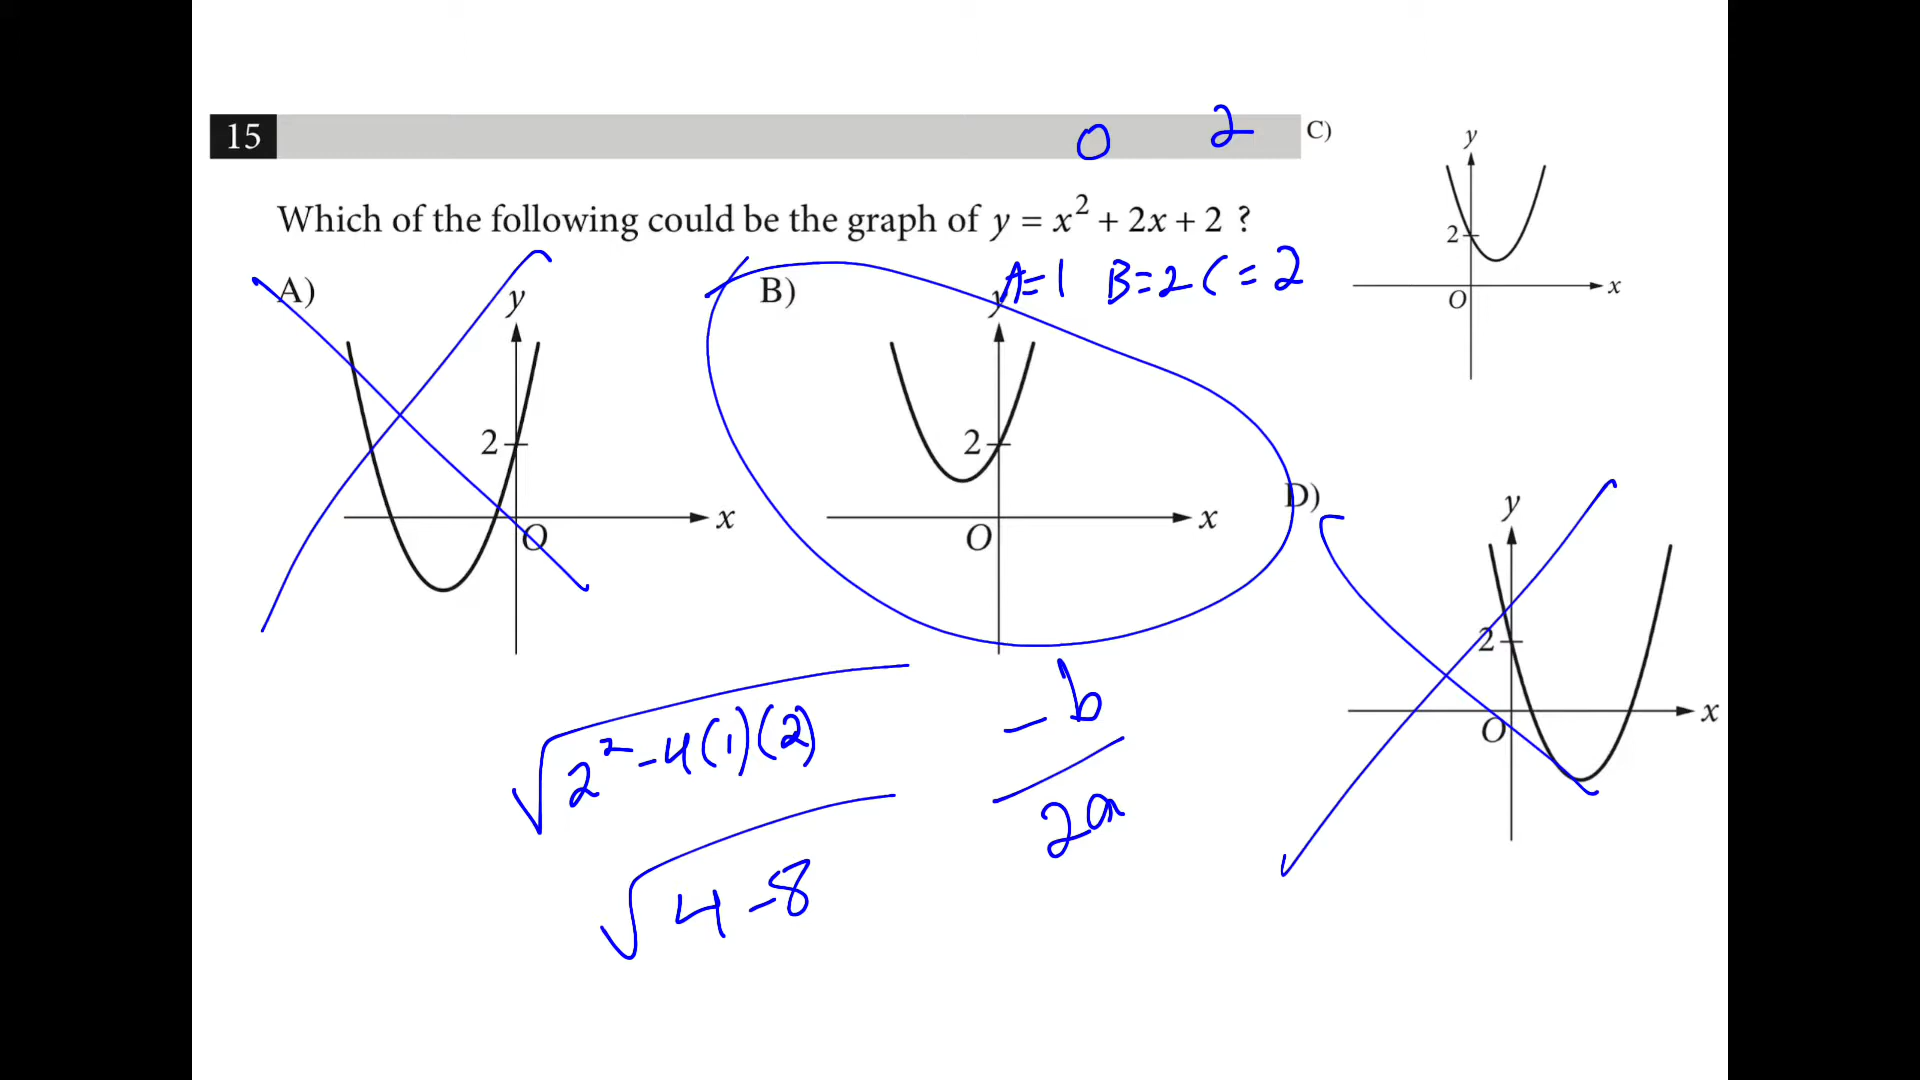 15
0 2
Which of the following could be the graph of y = x² + 2x + 2 ?
A=1 B=2 C=2
A)
y
2
x
O
B)
y
2
x
O
C)
y
2
x
O
D)
y
2
x
O
√2²-4(1)(2)
√4-8
-b
2a